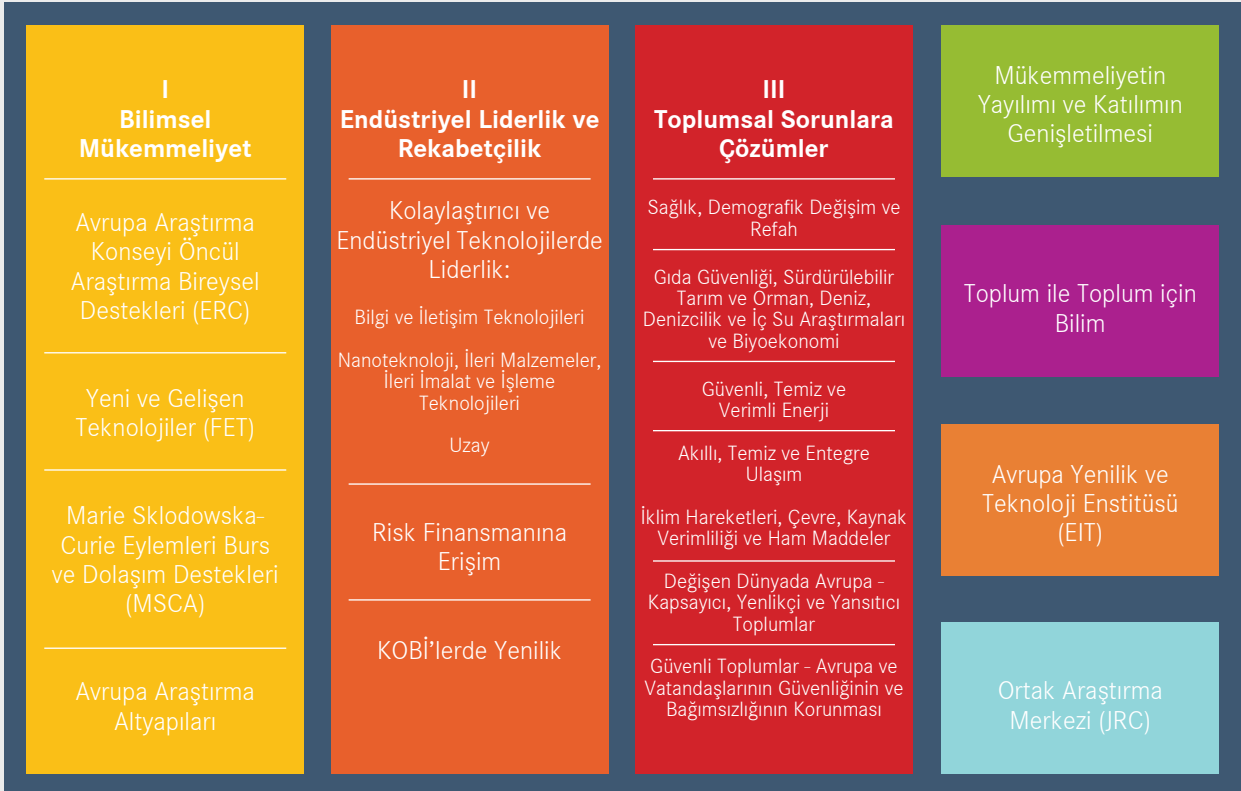 I
Bilimsel
Mükemmeliyet
Avrupa Araştırma
Konseyi Öncül
Araştırma Bireysel
Destekleri (ERC)
Yeni ve Gelişen
Teknolojiler (FET)
Marie Sklodowska-
Curie Eylemleri Burs
ve Dolaşım Destekleri
(MSCA)
Avrupa Araştırma
Altyapıları
II
Endüstriyel Liderlik ve
Rekabetçilik
Kolaylaştırıcı ve
Endüstriyel Teknolojilerde
Liderlik:
Bilgi ve İletişim Teknolojileri
Nanoteknoloji, İleri Malzemeler,
İleri İmalat ve İşleme
Teknolojileri
Uzay
Risk Finansmanına
Erişim
KOBİ’lerde Yenilik
III
Toplumsal Sorunlara
Çözümler
Sağlık, Demografik Değişim ve
Refah
Gıda Güvenliği, Sürdürülebilir
Tarım ve Orman, Deniz,
Denizcilik ve İç Su Araştırmaları
ve Biyoekonomi
Güvenli, Temiz ve
Verimli Enerji
Akıllı, Temiz ve Entegre
Ulaşım
İklim Hareketleri, Çevre, Kaynak
Verimliliği ve Ham Maddeler
Değişen Dünyada Avrupa -
Kapsayıcı, Yenlikçi ve Yansıtıcı
Toplumlar
Güvenli Toplumlar - Avrupa ve
Vatandaşlarının Güvenliğinin ve
Bağımsızlığının Korunması
Mükemmeliyetin
Yayılımı ve Katılımın
Genişletilmesi
Toplum ile Toplum için
Bilim
Avrupa Yenilik ve
Teknoloji Enstitüsü
(EIT)
Ortak Araştırma
Merkezi (JRC)